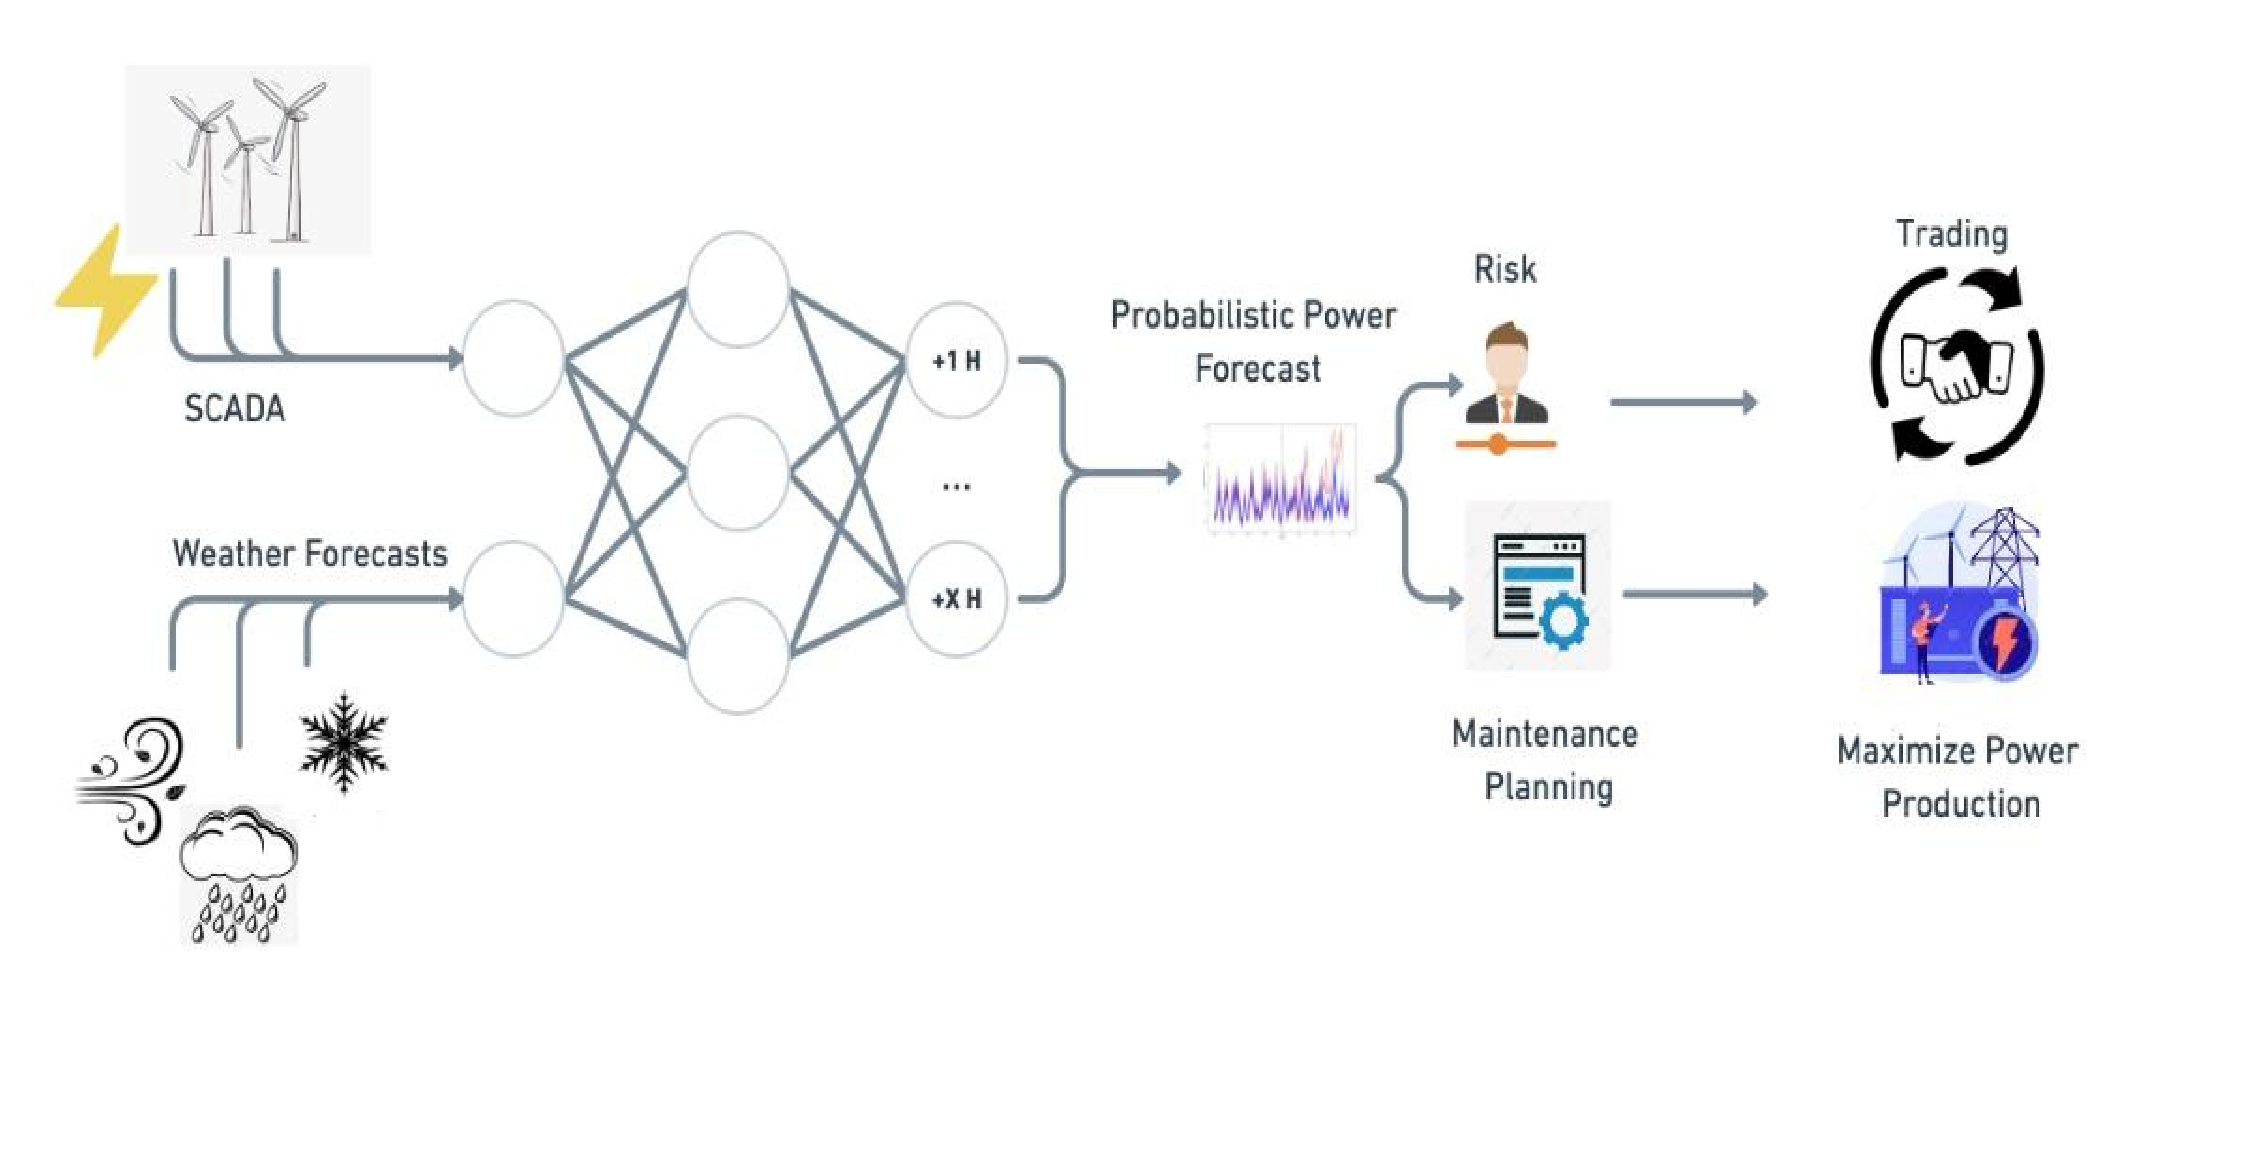 SCADA
Weather Forecasts
+1 H
...
+X H
Probabilistic Power
Forecast
Risk
Maintenance
Planning
Trading
Maximize Power
Production